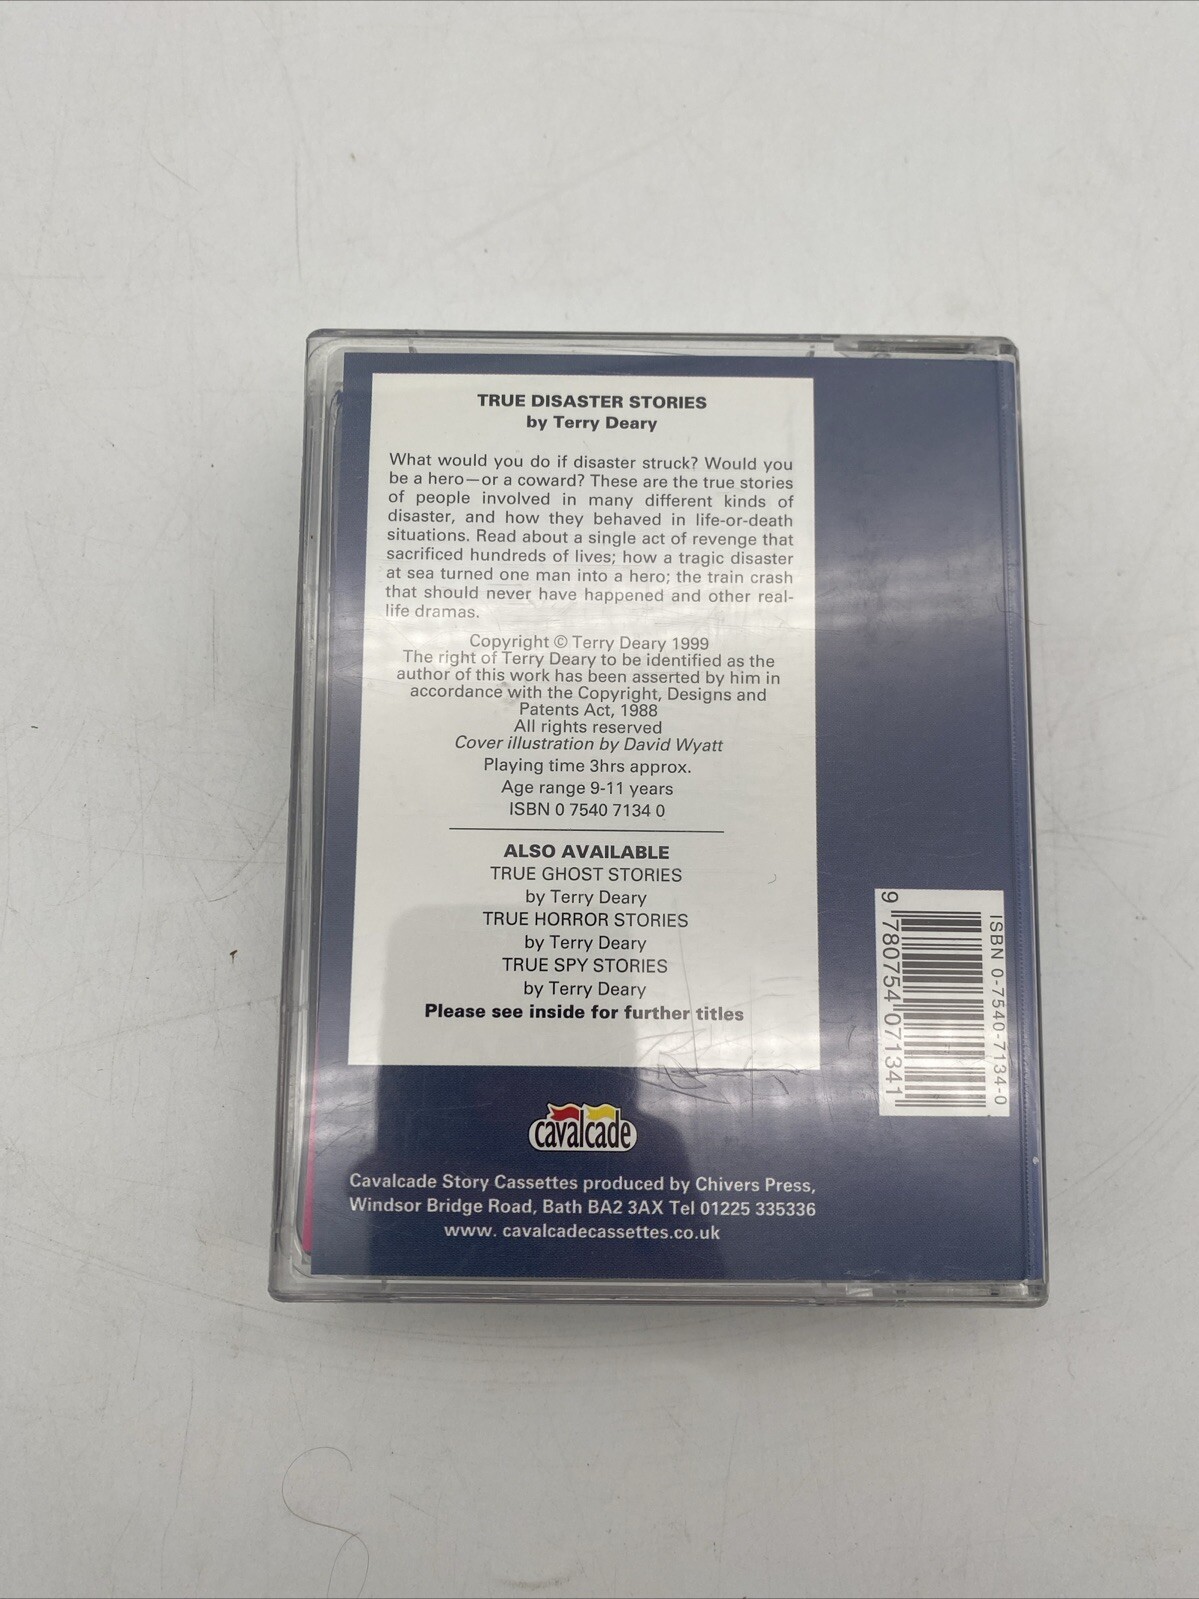 TRUE DISASTER STORIES
by Terry Deary
What would you do if disaster struck? Would you
be a hero—or a coward? These are the true stories
of people involved in many different kinds of
disaster, and how they behaved in life-or-death
situations. Read about a single act of revenge that
sacrificed hundreds of lives; how a tragic disaster
at sea turned one man into a hero; the train crash
that should never have happened and other real-
life dramas.
Copyright © Terry Deary 1999
The right of Terry Deary to be identified as the
author of this work has been asserted by him in
accordance with the Copyright, Designs and
Patents Act, 1988
All rights reserved
Cover illustration by David Wyatt
Playing time 3hrs approx.
Age range 9-11 years
ISBN 0 7540 7134 0
ALSO AVAILABLE
TRUE GHOST STORIES
by Terry Deary
TRUE HORROR STORIES
by Terry Deary
TRUE SPY STORIES
by Terry Deary
Please see inside for further titles
cavalcade
Cavalcade Story Cassettes produced by Chivers Press,
Windsor Bridge Road, Bath BA2 3AX Tel 01225 335336
www. cavalcadecassettes.co.uk
ISBN 0-7540-7134-0
9 780754 071341